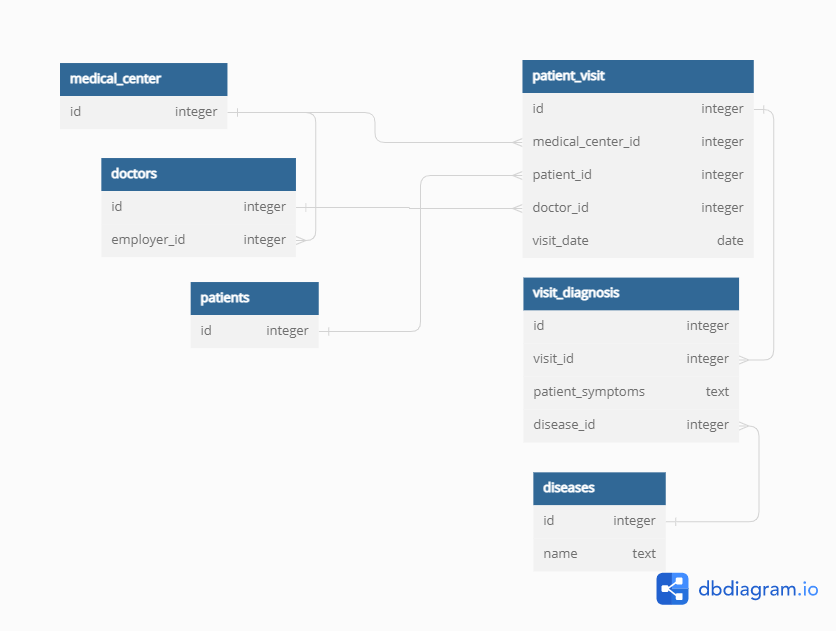 medical_center
id integer
doctors
id integer
employer_id integer
patients
id integer
patient_visit
id integer
medical_center_id integer
patient_id integer
doctor_id integer
visit_date date
visit_diagnosis
id integer
visit_id integer
patient_symptoms text
disease_id integer
diseases
id integer
name text
dbdiagram.io